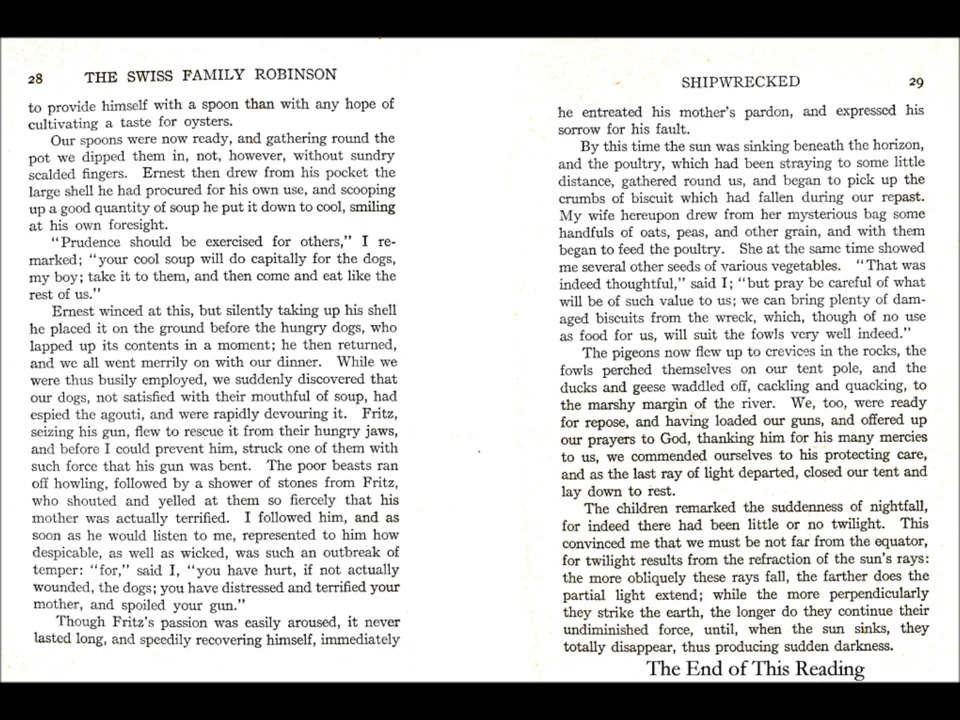 28 THE SWISS FAMILY ROBINSON
to provide himself with a spoon than with any hope of
cultivating a taste for oysters.
Our spoons were now ready, and gathering round the
pot we dipped them in, not, however, without sundry
scalded fingers. Ernest then drew from his pocket the
large shell he had procured for his own use, and scooping
up a good quantity of soup he put it down to cool, smiling
at his own foresight.
"Prudence should be exercised for others," I re-
marked; "your cool soup will do capitally for the dogs,
my boy; take it to them, and then come and eat like the
rest of us."
Ernest winced at this, but silently taking up his shell
he placed it on the ground before the hungry dogs, who
lapped up its contents in a moment; he then returned,
and we all went merrily on with our dinner. While we
were thus busily employed, we suddenly discovered that
our dogs, not satisfied with their mouthful of soup, had
espied the agouti, and were rapidly devouring it. Fritz,
seizing his gun, flew to rescue it from their hungry jaws,
and before I could prevent him, struck one of them with
such force that his gun was bent. The poor beasts ran
off howling, followed by a shower of stones from Fritz,
who shouted and yelled at them so fiercely that his
mother was actually terrified. I followed him, and as
soon as he would listen to me, represented to him how
despicable, as well as wicked, was such an outbreak of
temper: "for," said I, "you have hurt, if not actually
wounded, the dogs; you have distressed and terrified your
mother, and spoiled your gun."
Though Fritz's passion was easily aroused, it never
lasted long, and speedily recovering himself, immediately
SHIPWRECKED 29
he entreated his mother's pardon, and expressed his
sorrow for his fault.
By this time the sun was sinking beneath the horizon,
and the poultry, which had been straying to some little
distance, gathered round us, and began to pick up the
crumbs of biscuit which had fallen during our repast.
My wife hereupon drew from her mysterious bag some
handfuls of oats, peas, and other grain, and with them
began to feed the poultry. She at the same time showed
me several other seeds of various vegetables. "That was
indeed thoughtful," said I; "but pray be careful of what
will be of such value to us; we can bring plenty of dam-
aged biscuits from the wreck, which, though of no use
as food for us, will suit the fowls very well indeed."
The pigeons now flew up to crevices in the rocks, the
fowls perched themselves on our tent pole, and the
ducks and geese waddled off, cackling and quacking, to
the marshy margin of the river. We, too, were ready
for repose, and having loaded our guns, and offered up
our prayers to God, thanking him for his many mercies
to us, we commended ourselves to his protecting care,
and as the last ray of light departed, closed our tent and
lay down to rest.
The children remarked the suddenness of nightfall,
for indeed there had been little or no twilight. This
convinced me that we must be not far from the equator,
for twilight results from the refraction of the sun's rays:
the more obliquely these rays fall, the farther does the
partial light extend; while the more perpendicularly
they strike the earth, the longer do they continue their
undiminished force, until, when the sun sinks, they
totally disappear, thus producing sudden darkness.
The End of This Reading